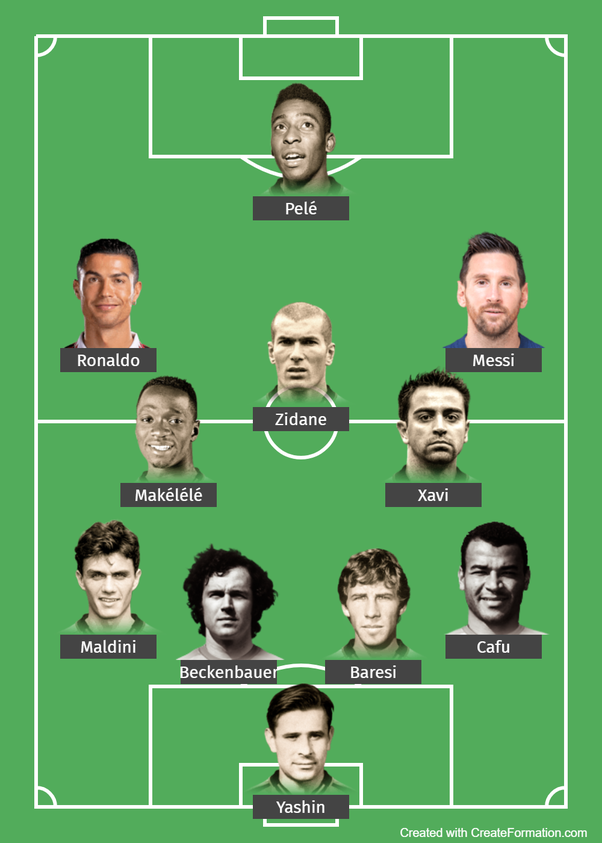 Pelé
Ronaldo
Messi
Zidane
Makélélé
Xavi
Maldini
Cafu
Beckenbauer
Baresi
Yashin
Created with CreateFormation.com